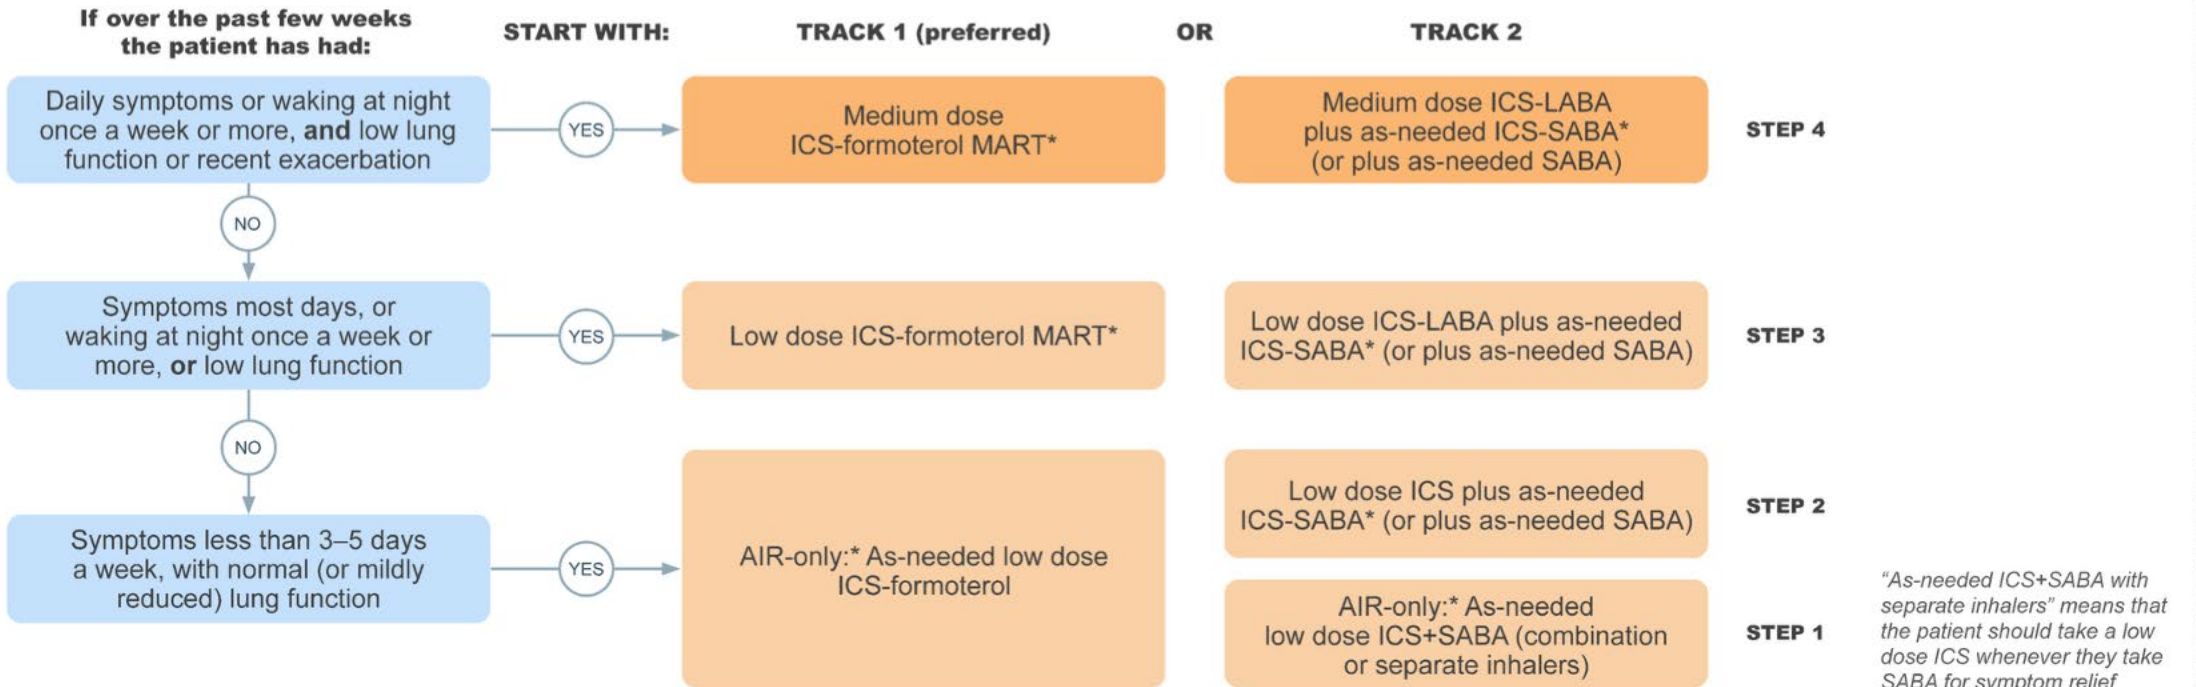 If over the past few weeks
the patient has had:
START WITH:
TRACK 1 (preferred)
OR
TRACK 2
Daily symptoms or waking at night
once a week or more, and low lung
function or recent exacerbation
YES
Medium dose
ICS-formoterol MART*
Medium dose ICS-LABA
plus as-needed ICS-SABA*
(or plus as-needed SABA)
STEP 4
NO
Symptoms most days, or
waking at night once a week or
more, or low lung function
YES
Low dose ICS-formoterol MART*
Low dose ICS-LABA plus as-needed
ICS-SABA* (or plus as-needed SABA)
STEP 3
NO
Symptoms less than 3–5 days
a week, with normal (or mildly
reduced) lung function
YES
AIR-only:* As-needed low dose
ICS-formoterol
Low dose ICS plus as-needed
ICS-SABA* (or plus as-needed SABA)
STEP 2
AIR-only:* As-needed
low dose ICS+SABA (combination
or separate inhalers)
STEP 1
“As-needed ICS+SABA with
separate inhalers” means that
the patient should take a low
dose ICS whenever they take
SABA for symptom relief